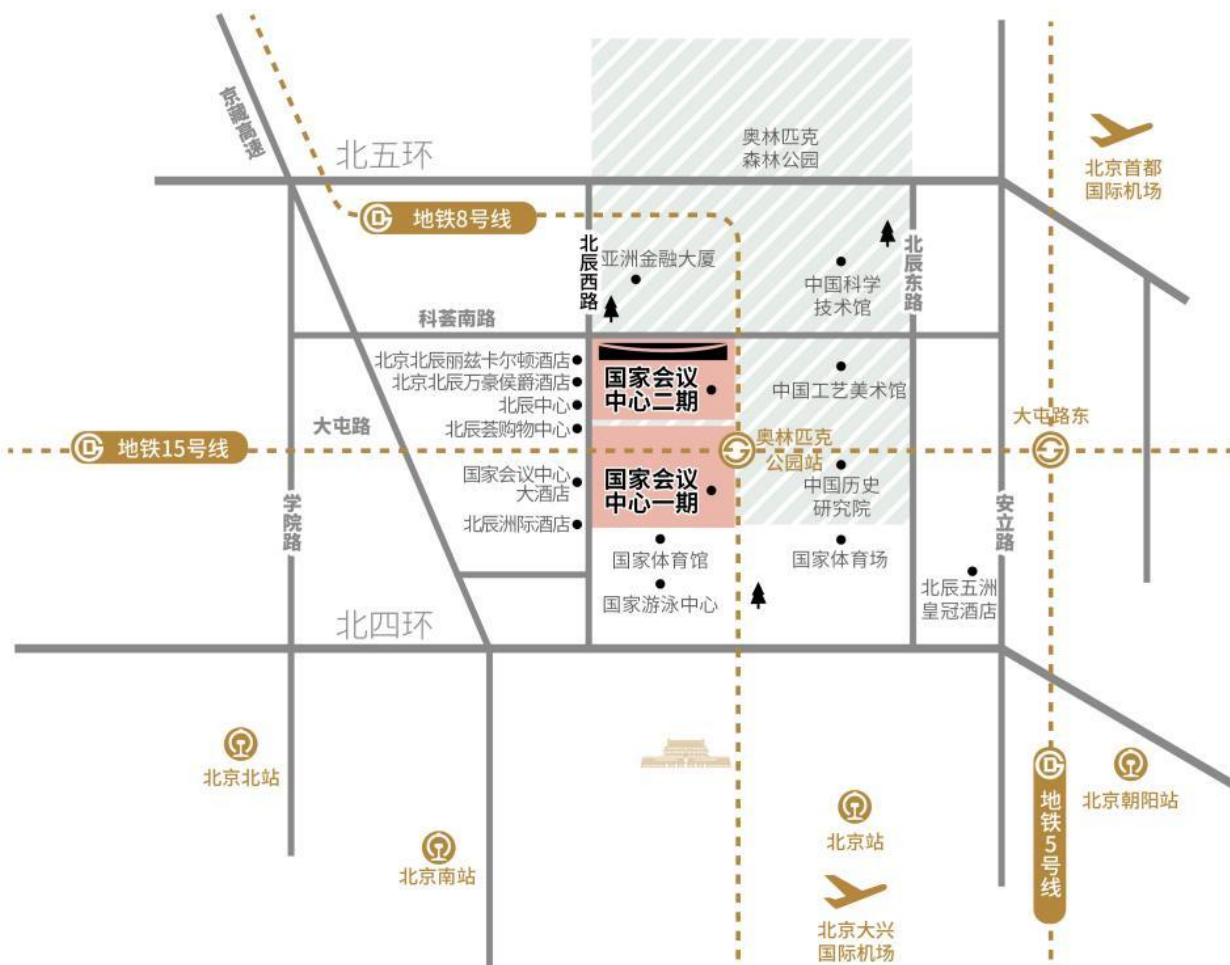 京藏高速
北五环
奥林匹克
森林公园
北京首都
国际机场
地铁8号线
北辰西路
亚洲金融大厦
中国科学
技术馆
北辰东路
科荟南路
北京北辰丽兹卡尔顿酒店
北京北辰万豪侯爵酒店
北辰中心
北辰荟购物中心
国家会议
中心二期
中国工艺美术馆
大屯路
大屯路东
地铁15号线
奥林匹克
公园站
国家会议中心
大酒店
国家会议
中心一期
中国历史
研究院
学院路
安立路
北辰洲际酒店
国家体育馆
国家体育场
国家游泳中心
北辰五洲
皇冠酒店
北四环
北京北站
北京南站
北京站
北京朝阳站
地铁5号线
北京大兴
国际机场